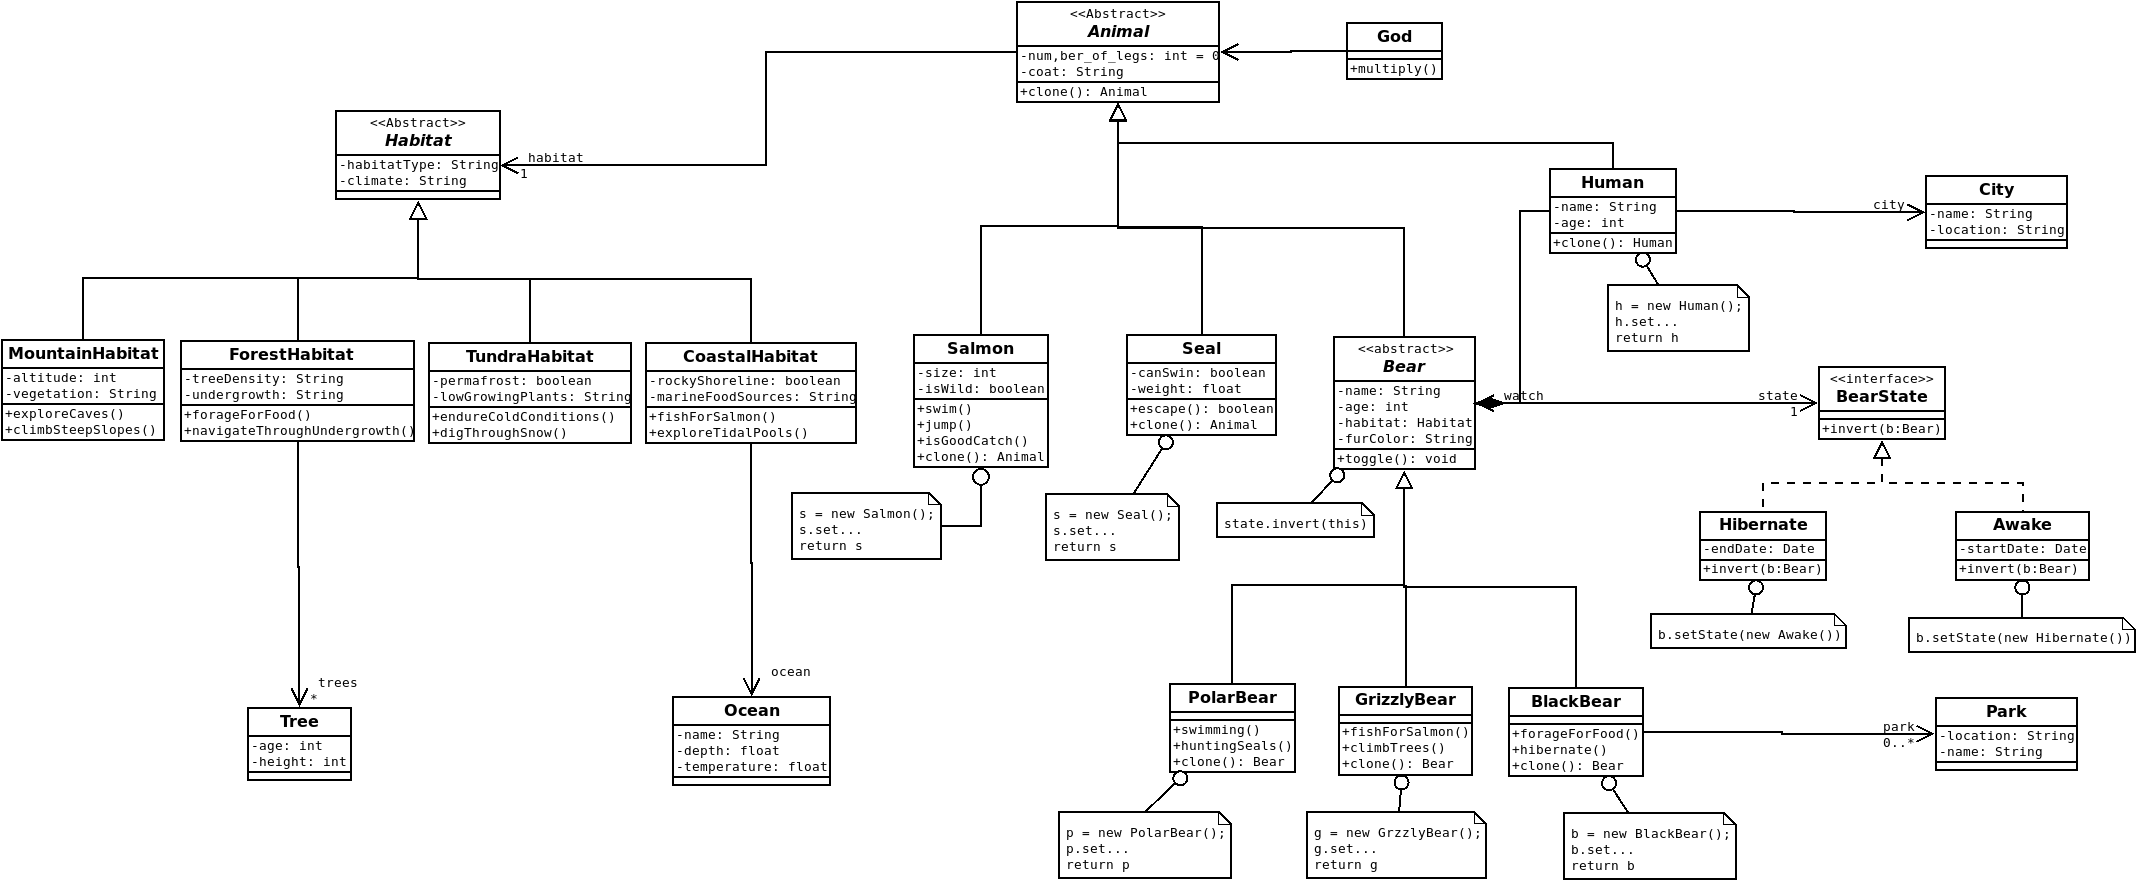 <<Abstract>>
Animal
-num,ber_of_legs: int = 0
-coat: String
+clone(): Animal
God
+multiply()
<<Abstract>>
Habitat
-habitatType: String
-climate: String
habitat
1
Human
-name: String
-age: int
+clone(): Human
city
City
-name: String
-location: String
h = new Human();
h.set...
return h
MountainHabitat
-altitude: int
-vegetation: String
+exploreCaves()
+climbSteepSlopes()
ForestHabitat
-treeDensity: String
-undergrowth: String
+forageForFood()
+navigateThroughUndergrowth()
TundraHabitat
-permafrost: boolean
-lowGrowingPlants: String
+endureColdConditions()
+digThroughSnow()
CoastalHabitat
-rockyShoreline: boolean
-marineFoodSources: String
+fishForSalmon()
+exploreTidalPools()
Salmon
-size: int
-isWild: boolean
+swim()
+jump()
+isGoodCatch()
+clone(): Animal
Seal
-canSwin: boolean
-weight: float
+escape(): boolean
+clone(): Animal
<<abstract>>
Bear
-name: String
-age: int
-habitat: Habitat
-furColor: String
+toggle(): void
watch
state
1
<<interface>>
BearState
+invert(b:Bear)
s = new Salmon();
s.set...
return s
s = new Seal();
s.set...
return s
state.invert(this)
Hibernate
-endDate: Date
+invert(b:Bear)
Awake
-startDate: Date
+invert(b:Bear)
b.setState(new Awake())
b.setState(new Hibernate())
trees
*
Tree
-age: int
-height: int
ocean
Ocean
-name: String
-depth: float
-temperature: float
PolarBear
+swimming()
+huntingSeals()
+clone(): Bear
GrizzlyBear
+fishForSalmon()
+climbTrees()
+clone(): Bear
BlackBear
+forageForFood()
+hibernate()
+clone(): Bear
park
0..*
Park
-location: String
-name: String
p = new PolarBear();
p.set...
return p
g = new GrzzlyBear();
g.set...
return g
b = new BlackBear();
b.set...
return b